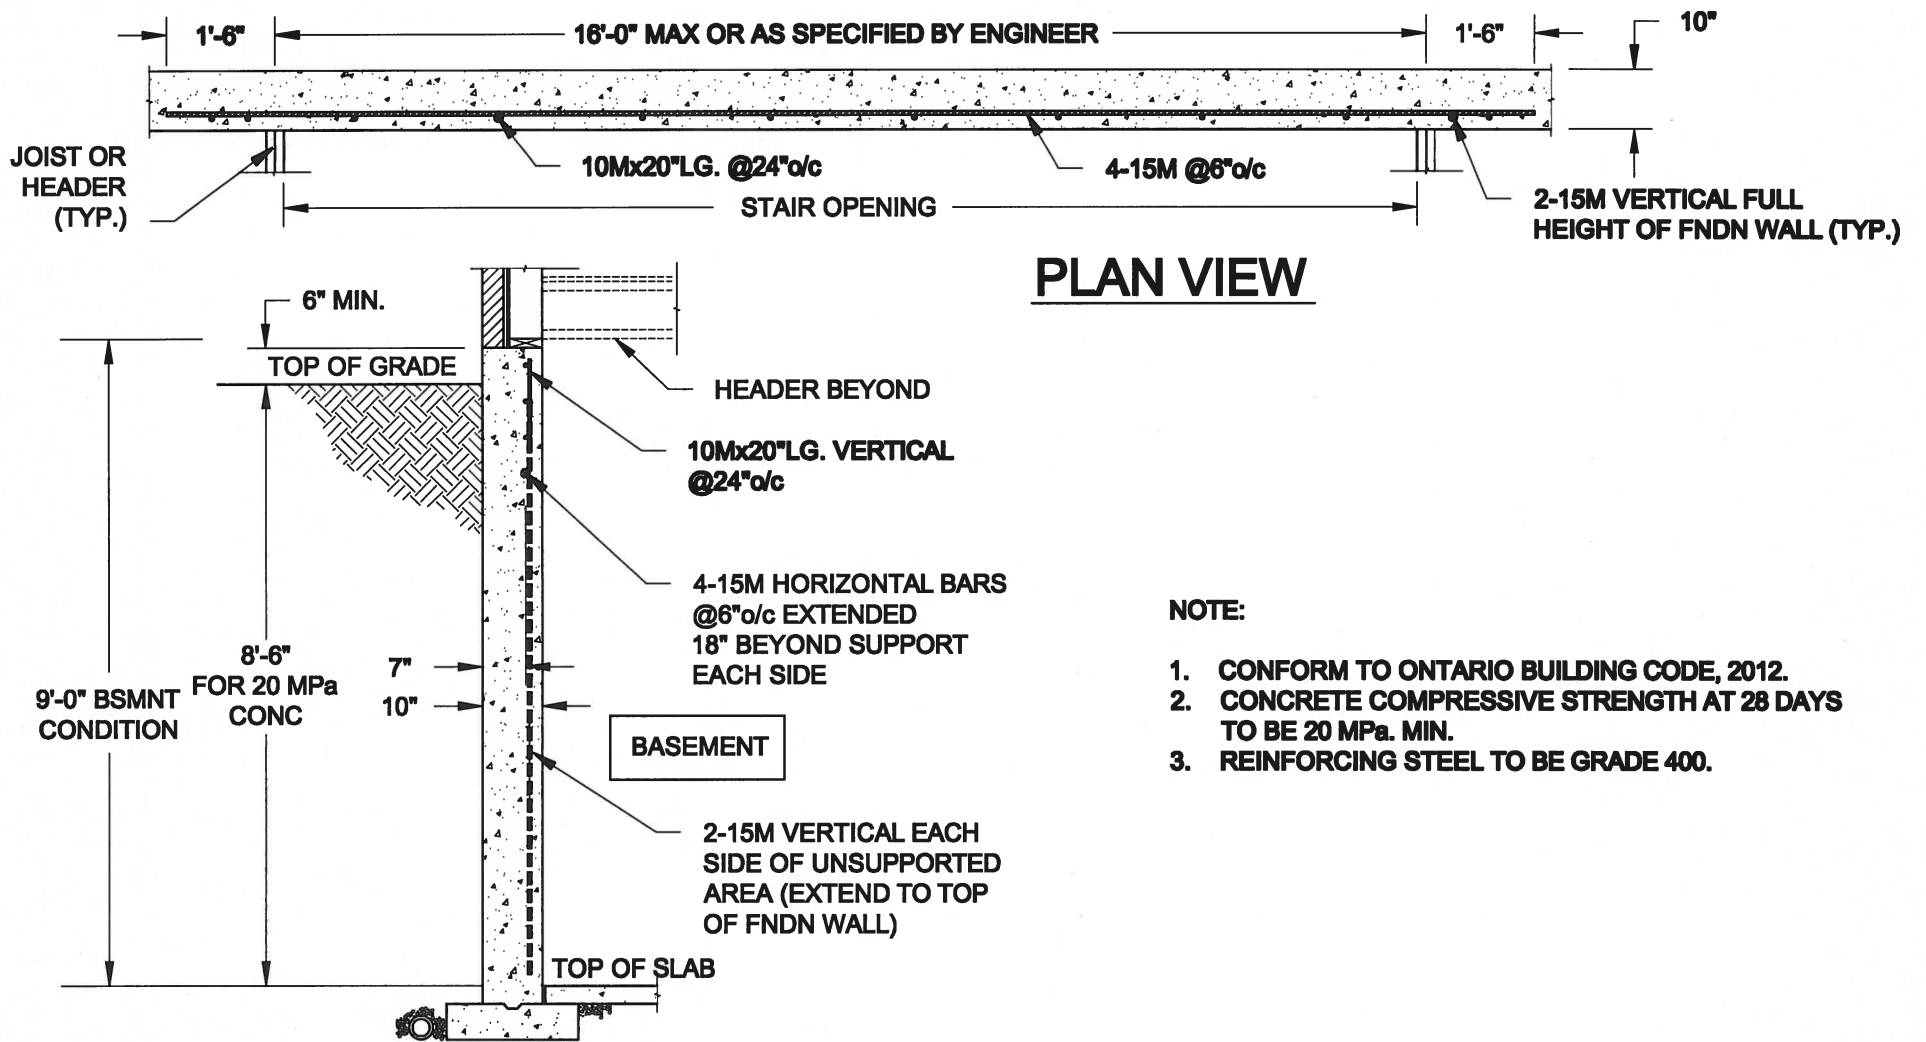 1'-6"
16'-0" MAX OR AS SPECIFIED BY ENGINEER
1'-6"
10"
JOIST OR
HEADER
(TYP.)
10Mx20"LG. @24"o/c
4-15M @6"o/c
2-15M VERTICAL FULL
HEIGHT OF FNDN WALL (TYP.)
STAIR OPENING
PLAN VIEW
6" MIN.
TOP OF GRADE
HEADER BEYOND
10Mx20"LG. VERTICAL
@24"o/c
4-15M HORIZONTAL BARS
@6"o/c EXTENDED
18" BEYOND SUPPORT
EACH SIDE
9'-0" BSMNT
CONDITION
8'-6"
FOR 20 MPa
CONC
7"
10"
BASEMENT
2-15M VERTICAL EACH
SIDE OF UNSUPPORTED
AREA (EXTEND TO TOP
OF FNDN WALL)
TOP OF SLAB
NOTE:
1. CONFORM TO ONTARIO BUILDING CODE, 2012.
2. CONCRETE COMPRESSIVE STRENGTH AT 28 DAYS
TO BE 20 MPa. MIN.
3. REINFORCING STEEL TO BE GRADE 400.